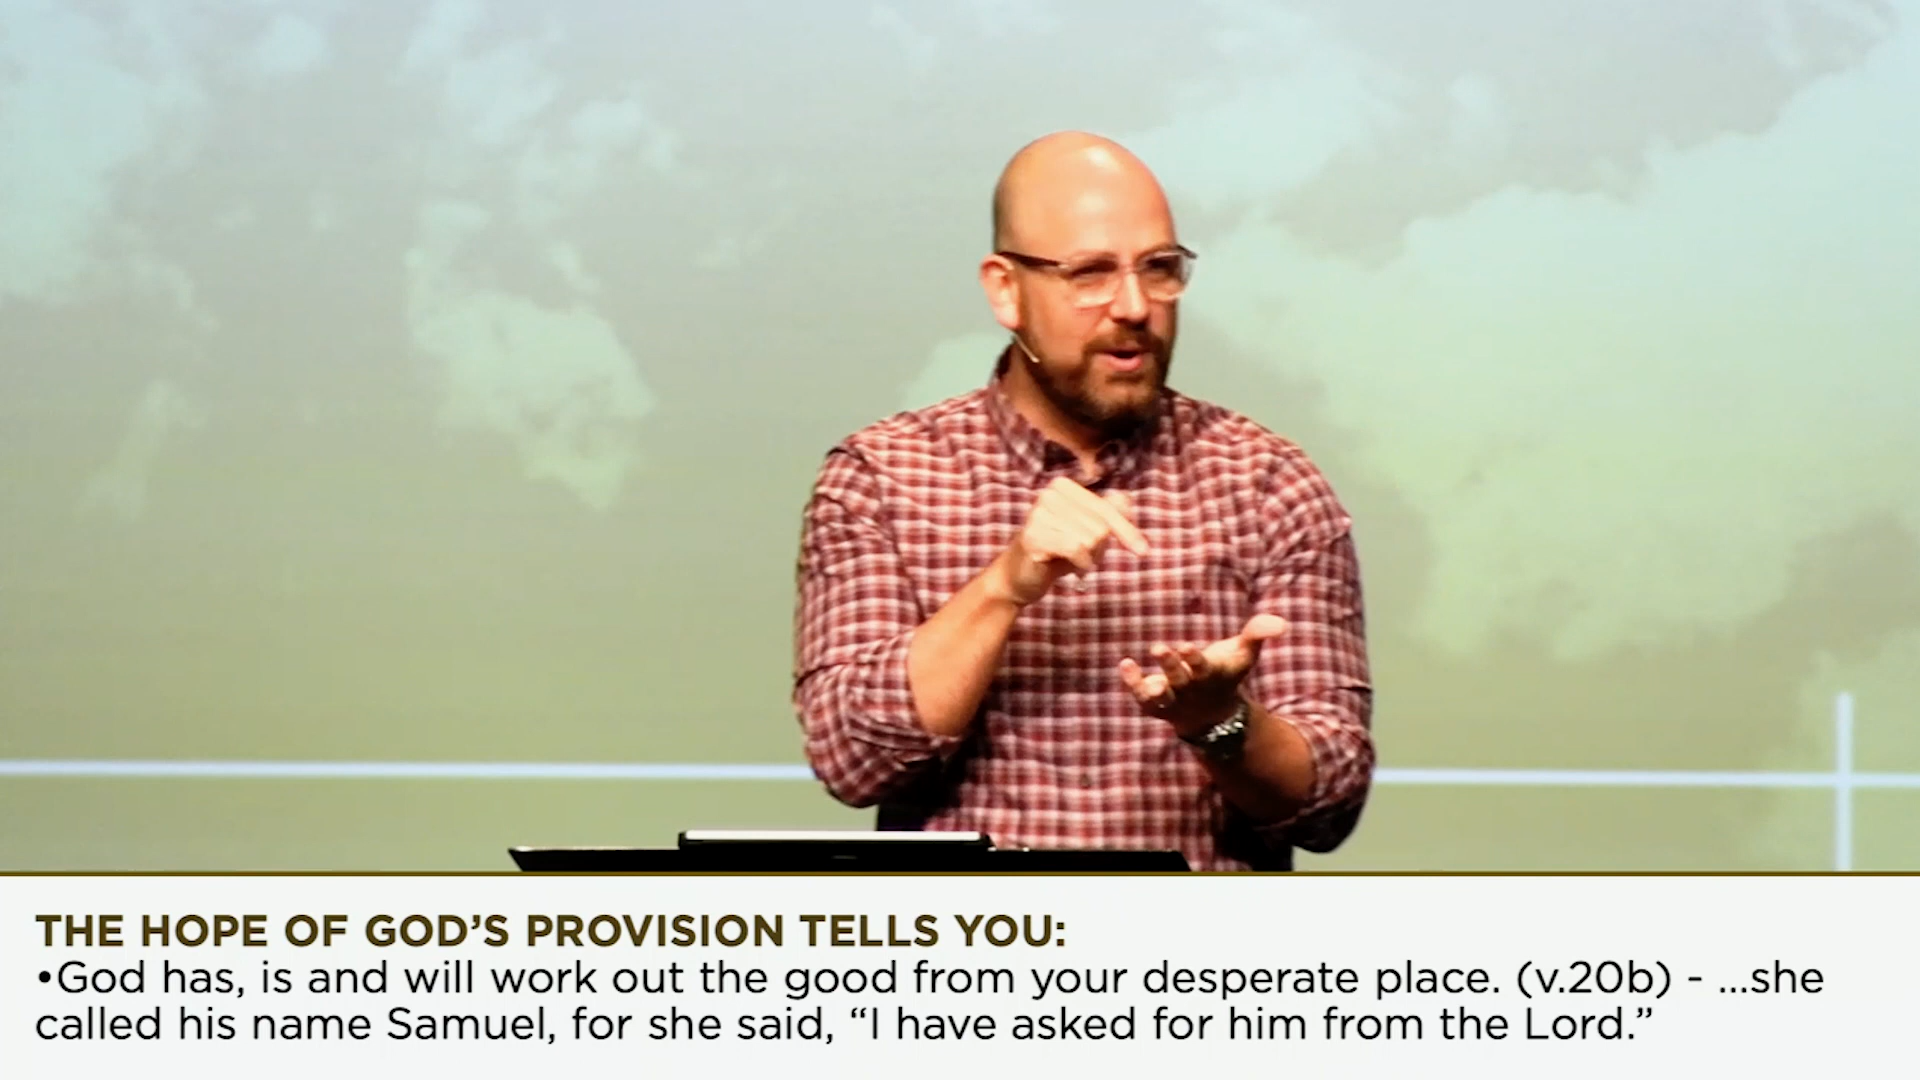 THE HOPE OF GOD’S PROVISION TELLS YOU:
•God has, is and will work out the good from your desperate place. (v.20b) - ...she
called his name Samuel, for she said, “I have asked for him from the Lord.”